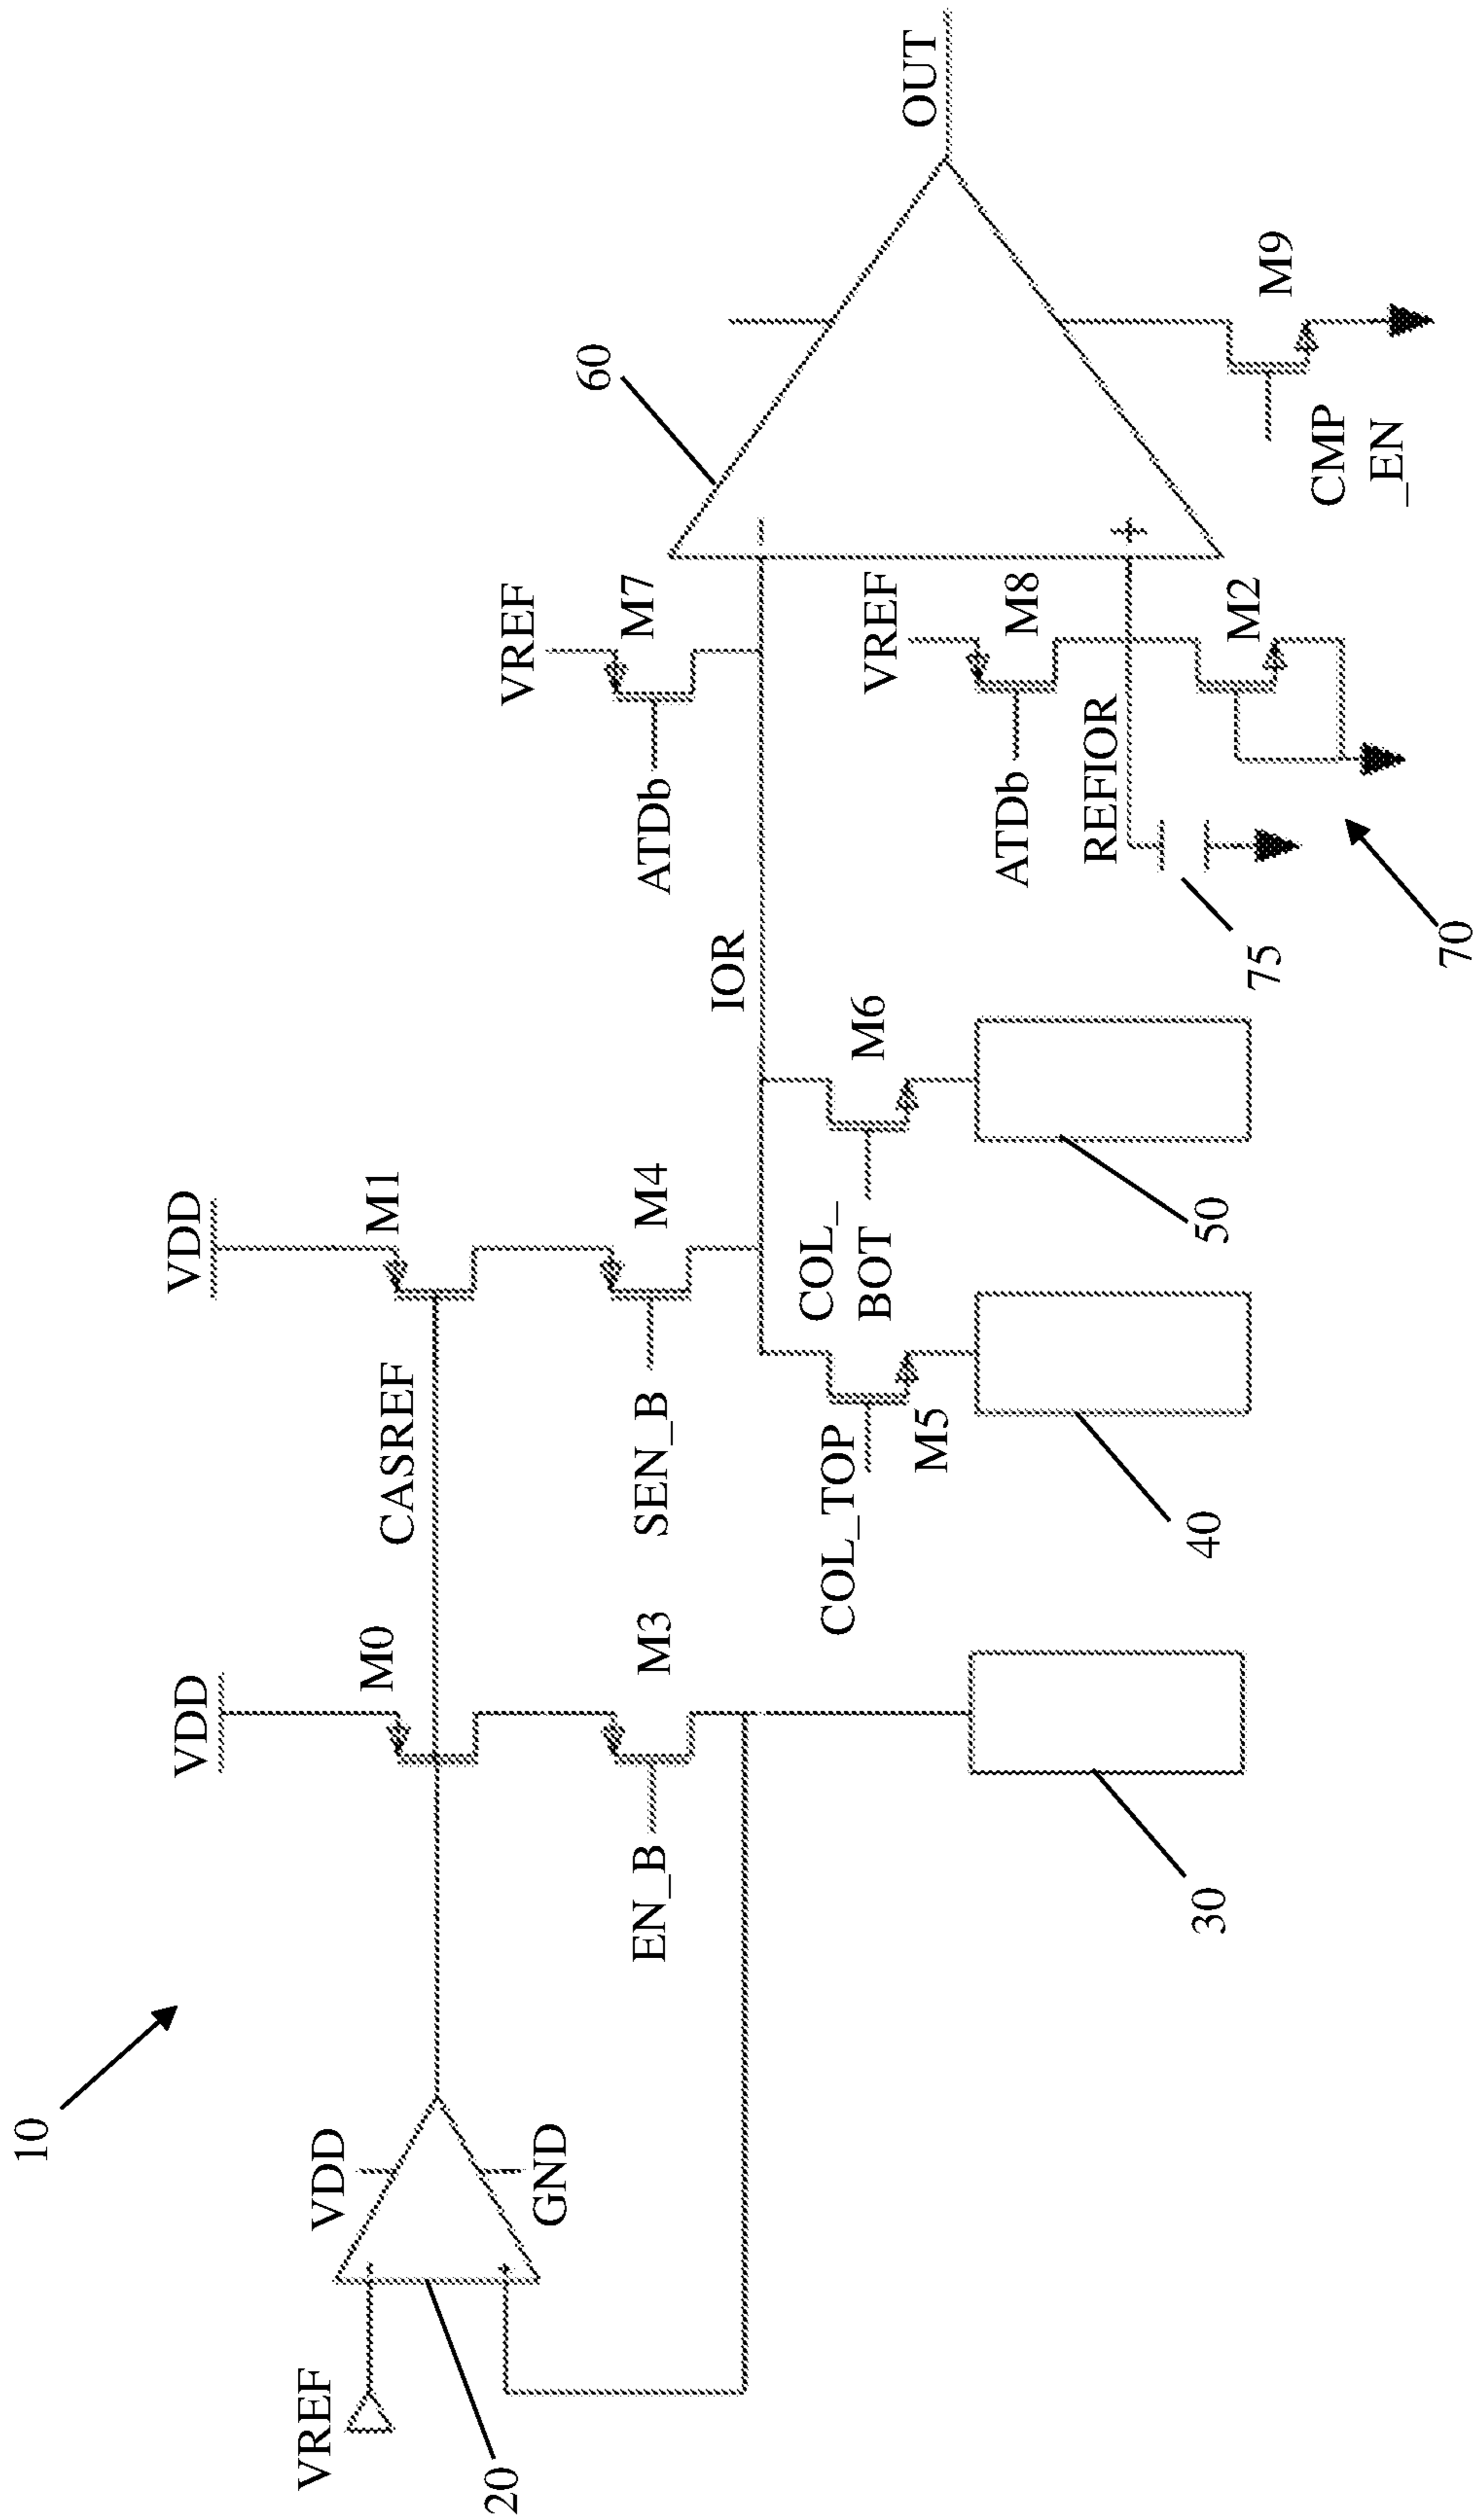 10
VDD
VDD
M0
M1
CASREF
VREF
VDD
GND
20
EN_B
M3
SEN_B
M4
IOR
VREF
ATDb
M7
60
OUT
COL_TOP
M5
COL_
BOT
M6
VREF
ATDb
M8
REFIOR
M2
CMP
_EN
M9
30
40
50
75
70